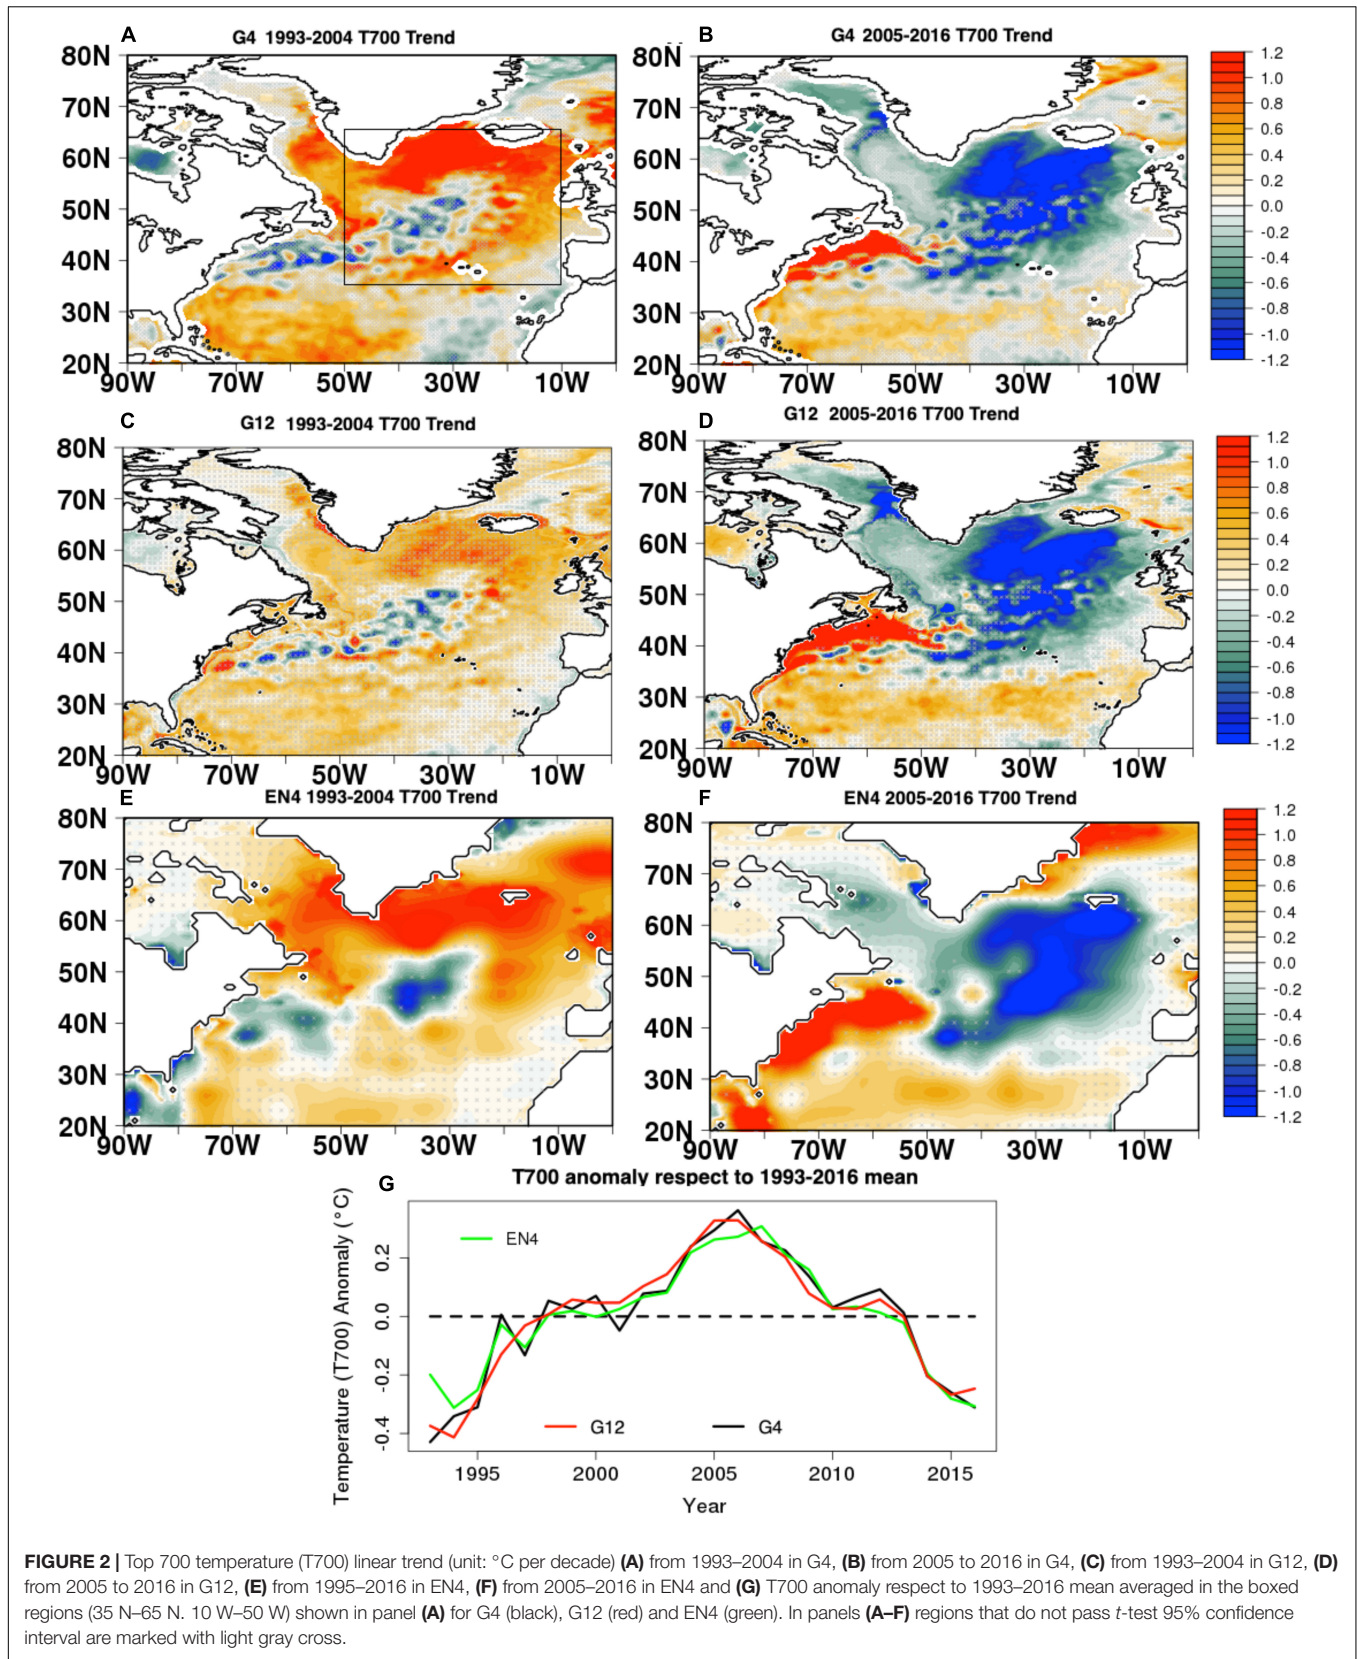 A
G4 1993-2004 T700 Trend
B
G4 2005-2016 T700 Trend
80N
70N
60N
50N
40N
30N
20N
90W 70W 50W 30W 10W
80N
70N
60N
50N
40N
30N
20N
90W 70W 50W 30W 10W
1.2
1.0
0.8
0.6
0.4
0.2
0.0
-0.2
-0.4
-0.6
-0.8
-1.0
-1.2
C
G12 1993-2004 T700 Trend
D
G12 2005-2016 T700 Trend
80N
70N
60N
50N
40N
30N
20N
90W 70W 50W 30W 10W
80N
70N
60N
50N
40N
30N
20N
90W 70W 50W 30W 10W
1.2
1.0
0.8
0.6
0.4
0.2
0.0
-0.2
-0.4
-0.6
-0.8
-1.0
-1.2
E
EN4 1993-2004 T700 Trend
F
EN4 2005-2016 T700 Trend
80N
70N
60N
50N
40N
30N
20N
90W 70W 50W 30W 10W
80N
70N
60N
50N
40N
30N
20N
90W 70W 50W 30W 10W
1.2
1.0
0.8
0.6
0.4
0.2
0.0
-0.2
-0.4
-0.6
-0.8
-1.0
-1.2
G
T700 anomaly respect to 1993-2016 mean
Temperature (T700) Anomaly (°C)
0.2
0.0
-0.2
-0.4
EN4
G12
G4
1995 2000 2005 2010 2015
Year
FIGURE 2 | Top 700 temperature (T700) linear trend (unit: °C per decade) (A) from 1993–2004 in G4, (B) from 2005 to 2016 in G4, (C) from 1993–2004 in G12, (D)
from 2005 to 2016 in G12, (E) from 1995–2016 in EN4, (F) from 2005–2016 in EN4 and (G) T700 anomaly respect to 1993–2016 mean averaged in the boxed
regions (35 N–65 N. 10 W–50 W) shown in panel (A) for G4 (black), G12 (red) and EN4 (green). In panels (A–F) regions that do not pass t-test 95% confidence
interval are marked with light gray cross.